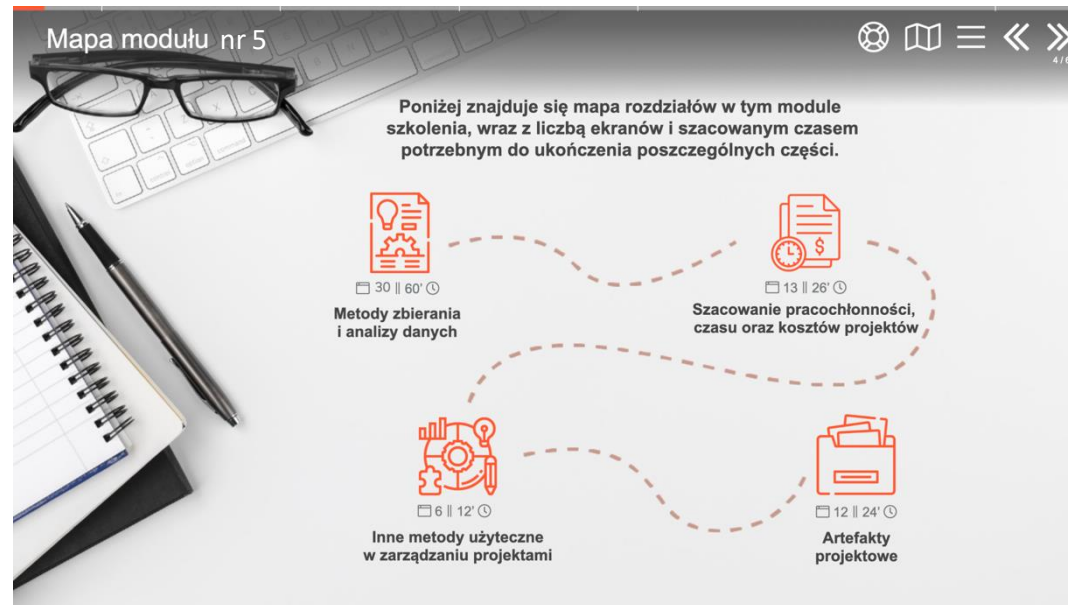 Mapa modułu nr 5
Poniżej znajduje się mapa rozdziałów w tym module
szkolenia, wraz z liczbą ekranów i szacowanym czasem
potrzebnym do ukończenia poszczególnych części.
30 || 60'
Metody zbierania
i analizy danych
$
13 || 26'
Szacowanie pracochłonności,
czasu oraz kosztów projektów
6 || 12'
Inne metody użyteczne
w zarządzaniu projektami
12 || 24'
Artefakty
projektowe